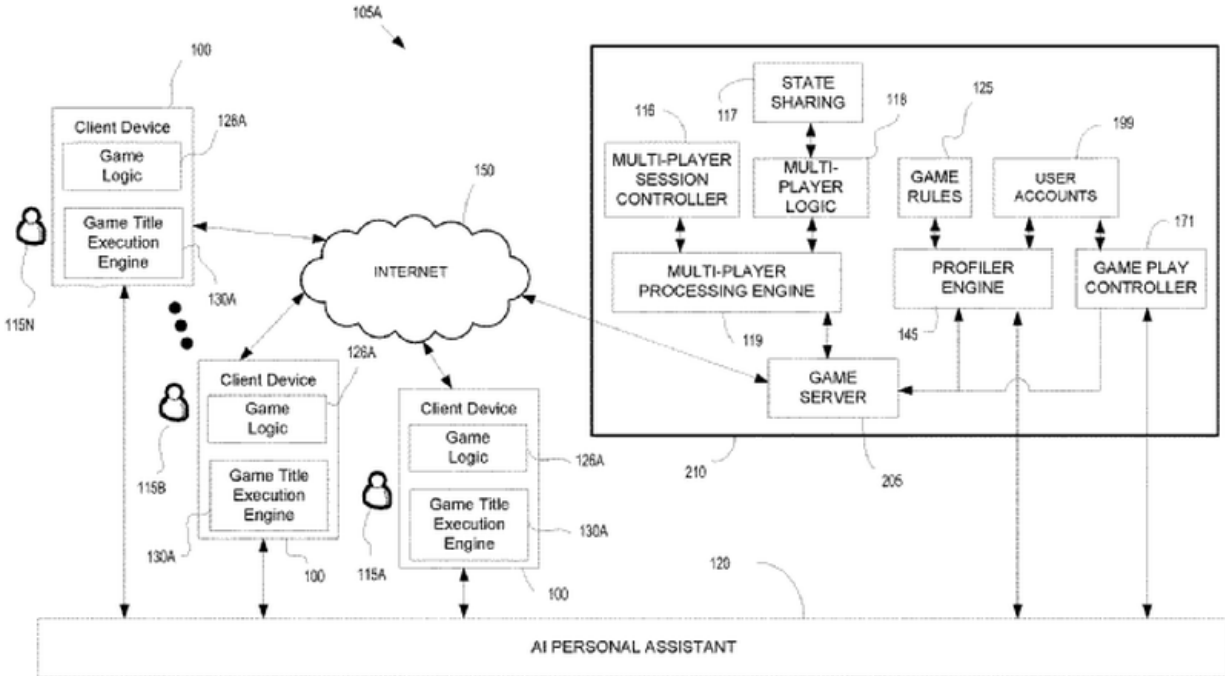 105A
100
Client Device
Game
Logic
126A
Game Title
Execution
Engine
130A
115N
150
INTERNET
Client Device
126A
Game
Logic
Game Title
Execution
Engine
115B
130A
100
Client Device
Game
Logic
126A
Game Title
Execution
Engine
130A
115A
100
STATE
SHARING
117
116
118
125
199
MULTI-PLAYER
SESSION
CONTROLLER
MULTI-
PLAYER
LOGIC
GAME
RULES
USER
ACCOUNTS
171
MULTI-PLAYER
PROCESSING ENGINE
119
PROFILER
ENGINE
145
GAME PLAY
CONTROLLER
GAME
SERVER
210
205
120
AI PERSONAL ASSISTANT